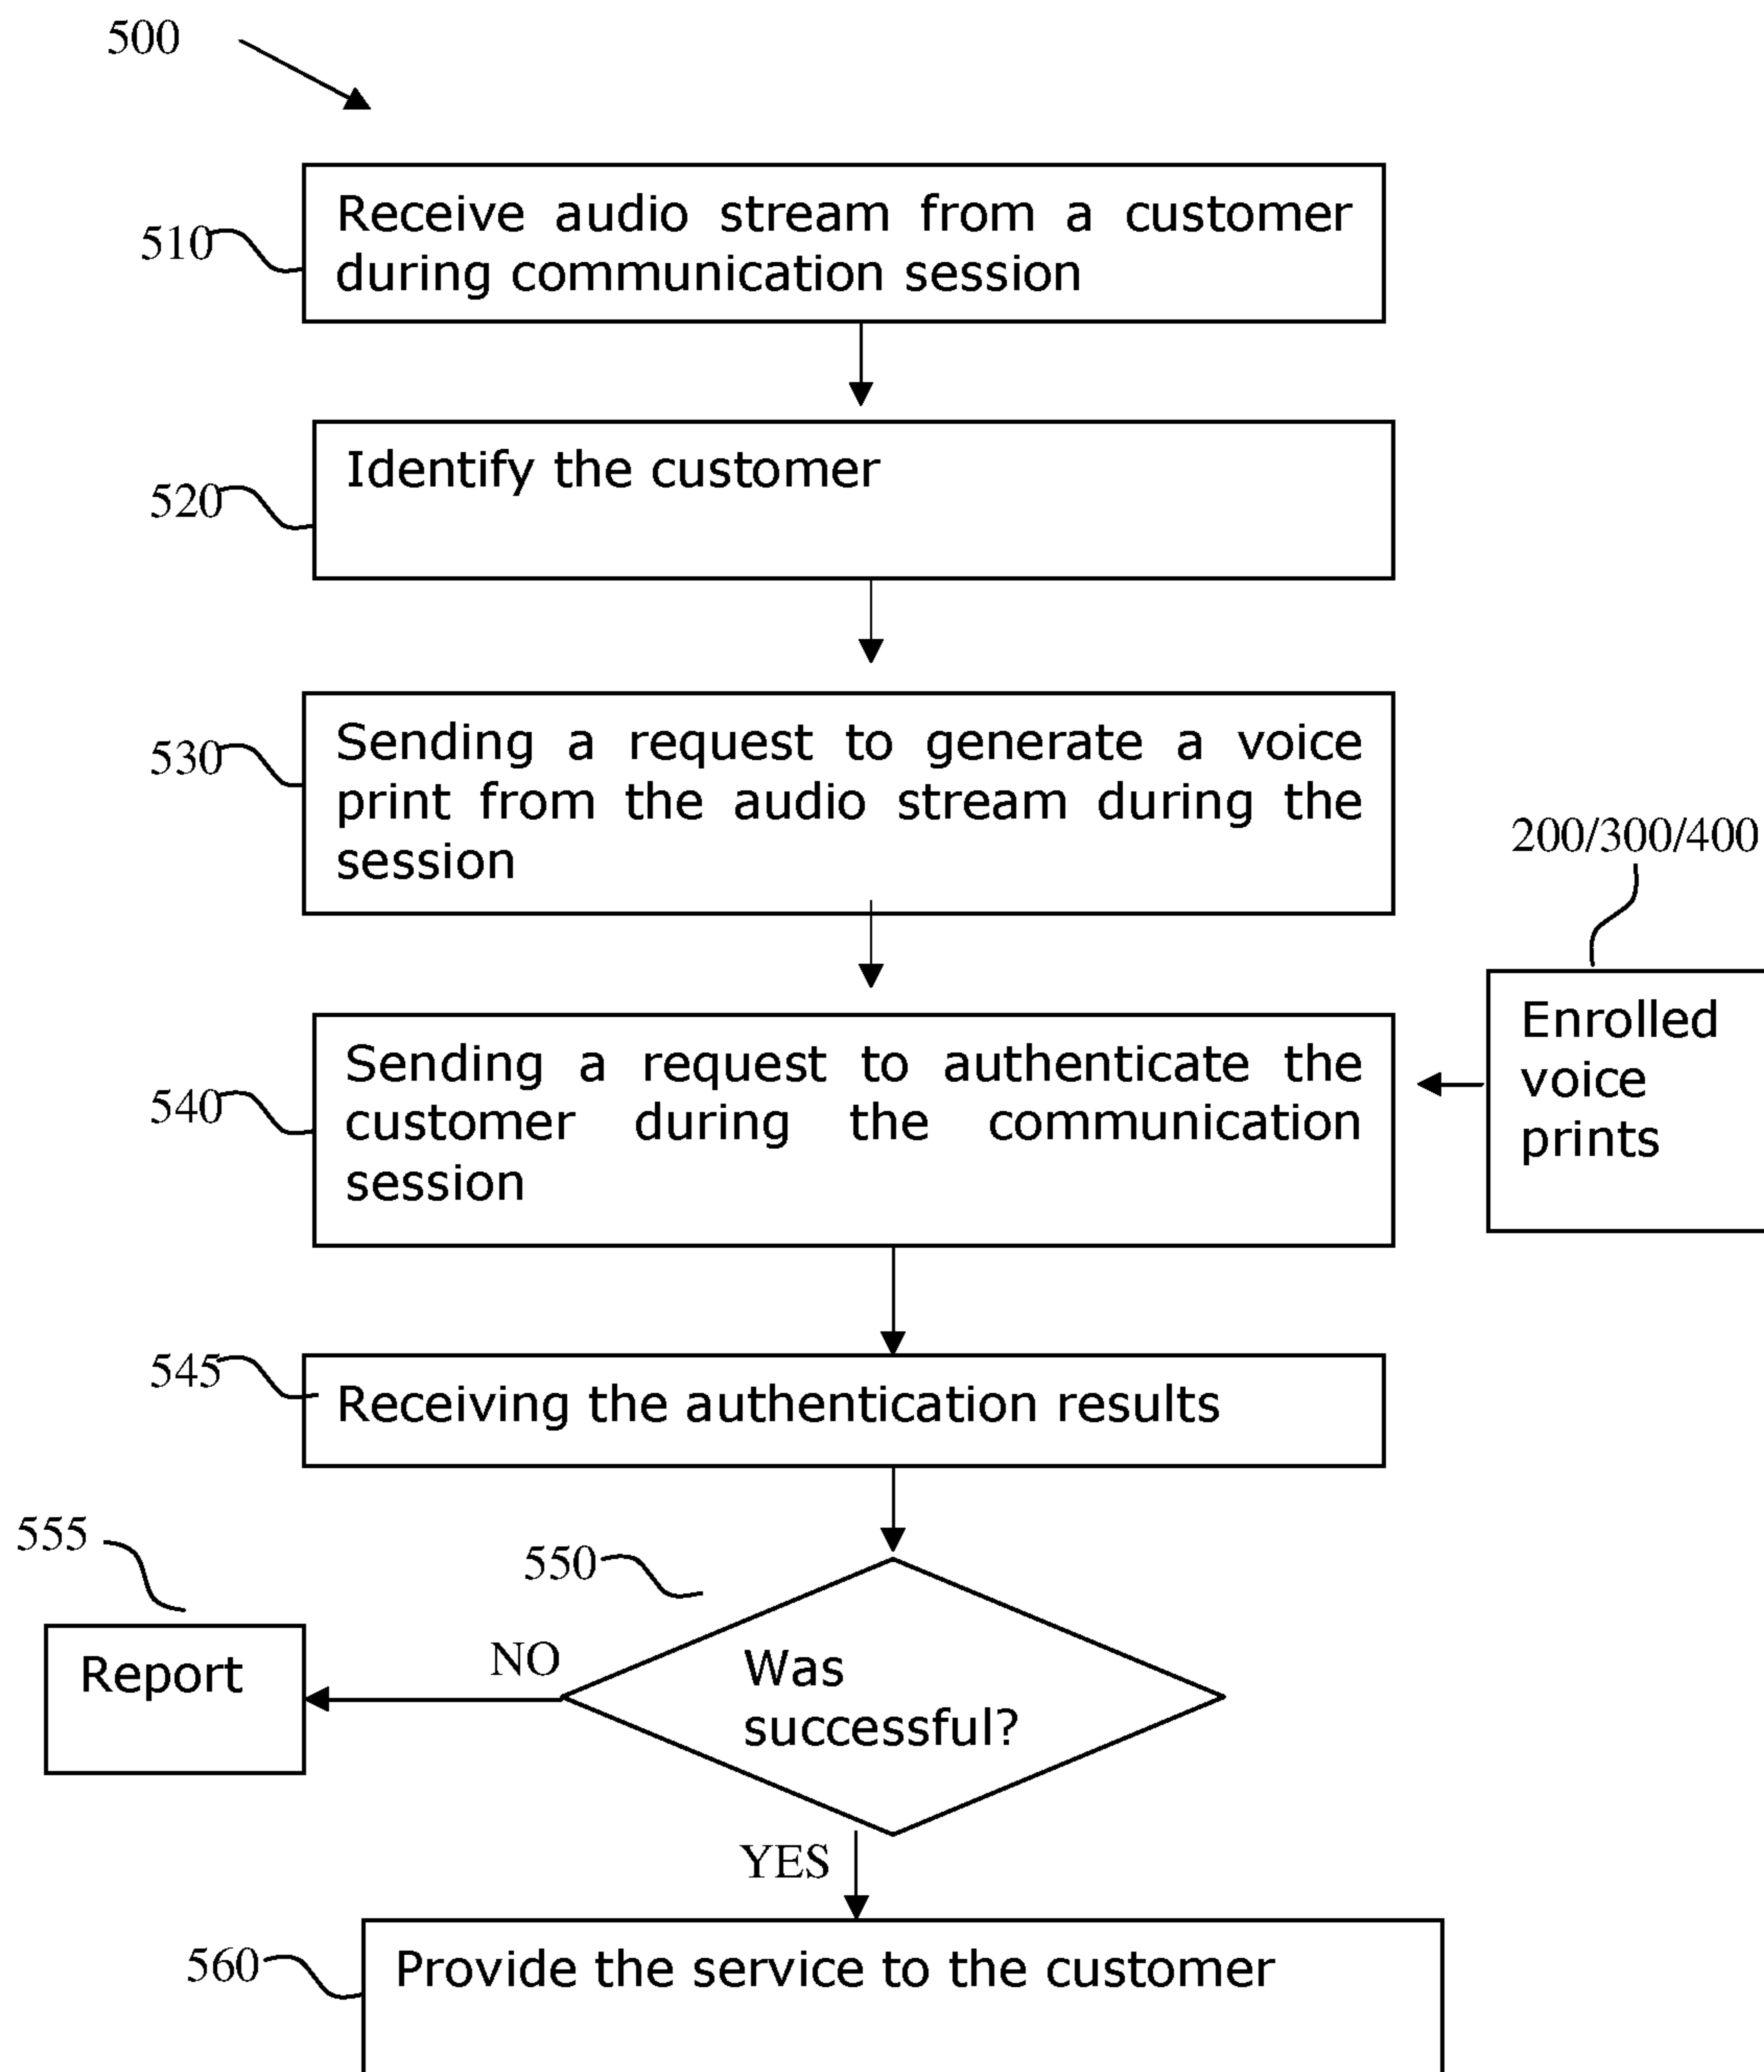 500
510
Receive audio stream from a customer
during communication session
520
Identify the customer
530
Sending a request to generate a voice
print from the audio stream during the
session
200/300/400
Enrolled
voice
prints
540
Sending a request to authenticate the
customer during the communication
session
545
Receiving the authentication results
555
550
Report
NO
Was
successful?
YES
560
Provide the service to the customer